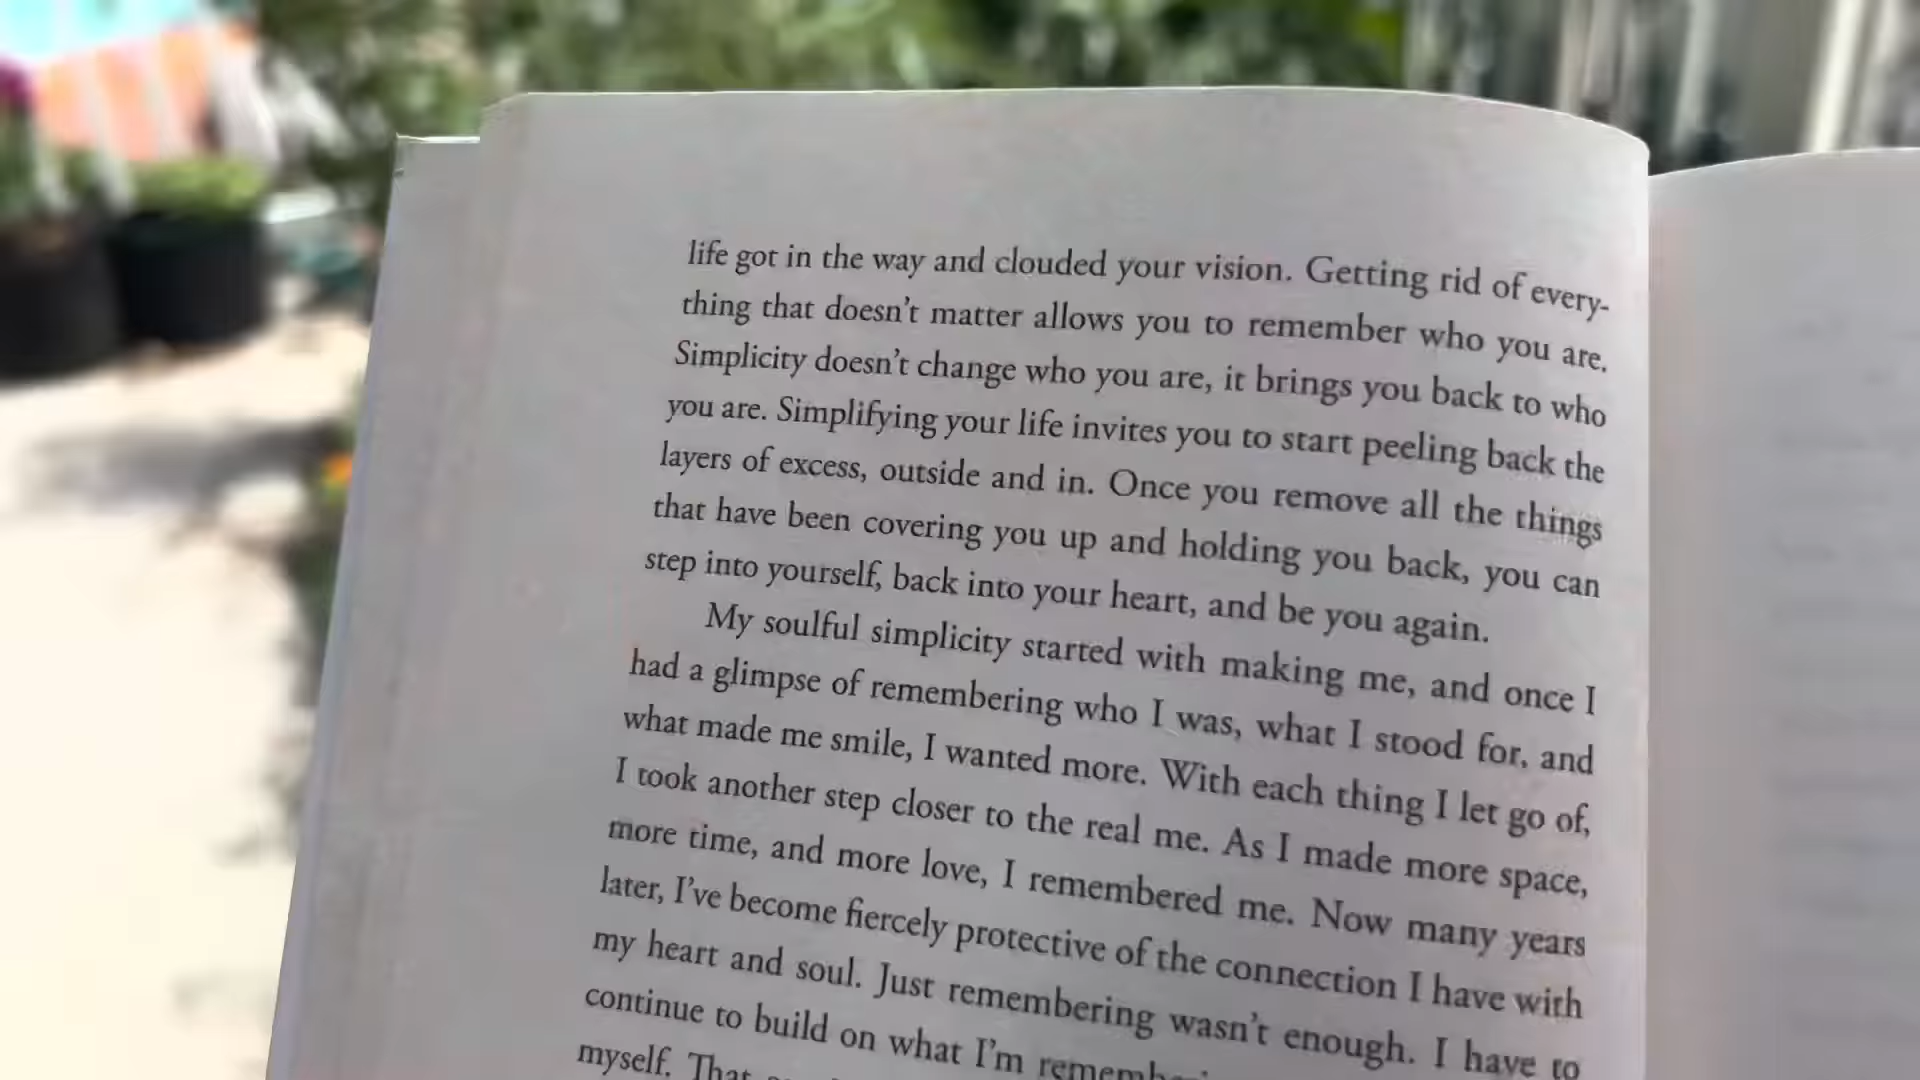 life got in the way and clouded your vision. Getting rid of every-
thing that doesn't matter allows you to remember who you are.
Simplicity doesn't change who you are, it brings you back to who
you are. Simplifying your life invites you to start peeling back the
layers of excess, outside and in. Once you remove all the things
that have been covering you up and holding you back, you can
step into yourself, back into your heart, and be you again.
My soulful simplicity started with making me, and once I
had a glimpse of remembering who I was, what I stood for, and
what made me smile, I wanted more. With each thing I let go of,
I took another step closer to the real me. As I made more space,
more time, and more love, I remembered me. Now many years
later, I've become fiercely protective of the connection I have with
my heart and soul. Just remembering wasn't enough. I have to
continue to build on what I'm
myself. That